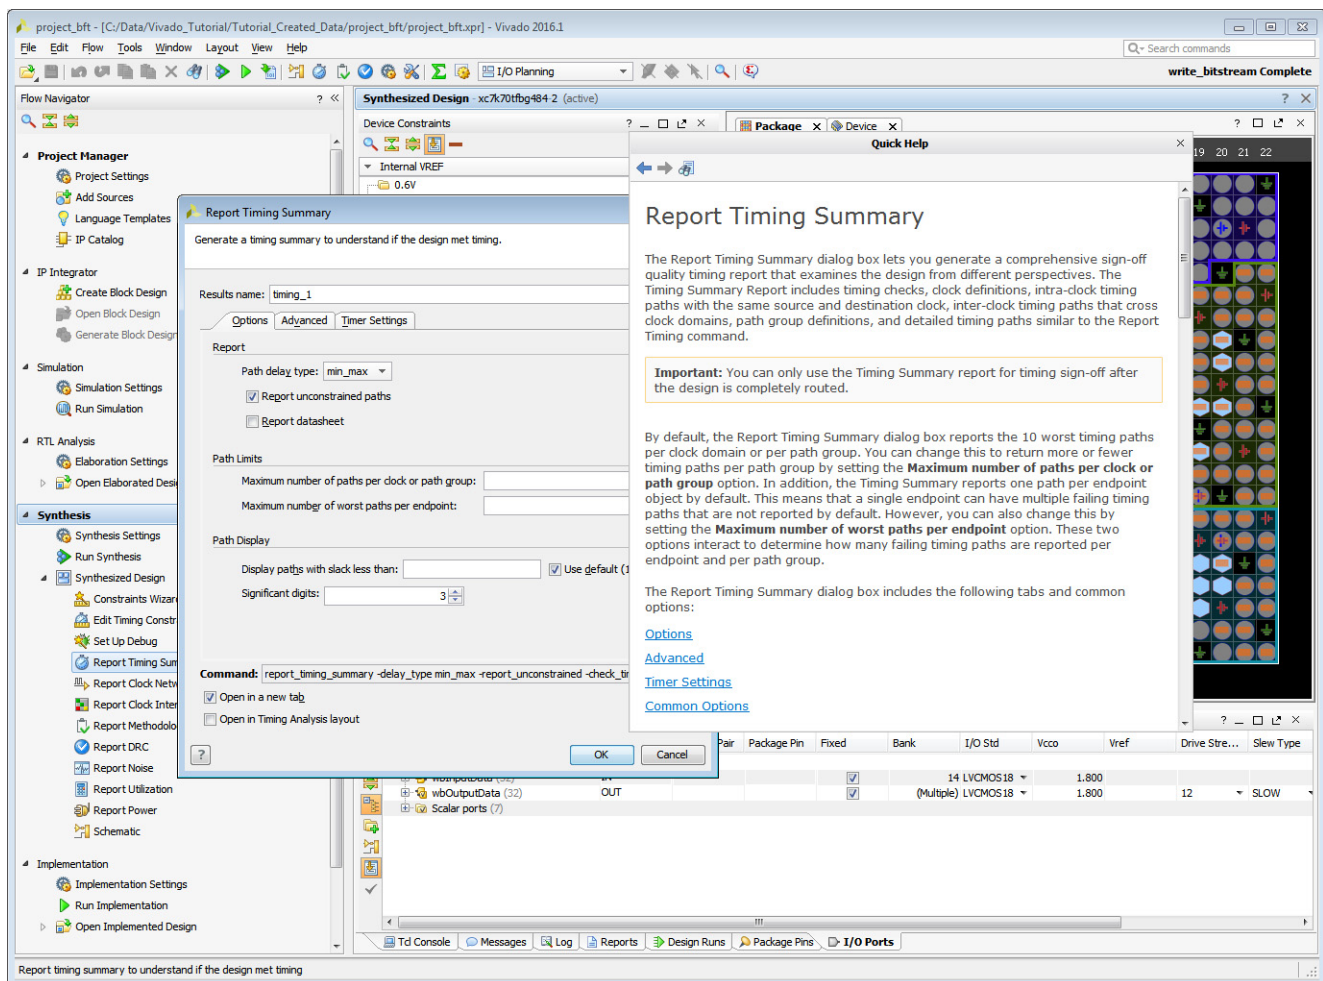 project_bft - [C:/Data/Vivado_Tutorial/Tutorial_Created_Data/project_bft/project_bft.xpr] - Vivado 2016.1
File Edit Flow Tools Window Layout View Help
Search commands
I/O Planning
write_bitstream Complete
Flow Navigator
Project Manager
Project Settings
Add Sources
Language Templates
IP Catalog
IP Integrator
Create Block Design
Open Block Design
Generate Block Design
Simulation
Simulation Settings
Run Simulation
RTL Analysis
Elaboration Settings
Open Elaborated Desi
Synthesis
Synthesis Settings
Run Synthesis
Synthesized Design
Constraints Wizar
Edit Timing Constr
Set Up Debug
Report Timing Sum
Report Clock Netw
Report Clock Inter
Report Methodolo
Report DRC
Report Noise
Report Utilization
Report Power
Schematic
Implementation
Implementation Settings
Run Implementation
Open Implemented Design
Synthesized Design - xc7k70tfbg484-2 (active)
Device Constraints
Internal VREF
0.6V
Package
Device
19 20 21 22
Report Timing Summary
Generate a timing summary to understand if the design met timing.
Results name: timing_1
Options Advanced Timer Settings
Report
Path delay type: min_max
Report unconstrained paths
Report datasheet
Path Limits
Maximum number of paths per clock or path group:
Maximum number of worst paths per endpoint:
Path Display
Display paths with slack less than:
Use default (1
Significant digits: 3
Command: report_timing_summary -delay_type min_max -report_unconstrained -check_tim
Open in a new tab
Open in Timing Analysis layout
OK Cancel
Quick Help
Report Timing Summary
The Report Timing Summary dialog box lets you generate a comprehensive sign-off
quality timing report that examines the design from different perspectives. The
Timing Summary Report includes timing checks, clock definitions, intra-clock timing
paths with the same source and destination clock, inter-clock timing paths that cross
clock domains, path group definitions, and detailed timing paths similar to the Report
Timing command.
Important: You can only use the Timing Summary report for timing sign-off after
the design is completely routed.
By default, the Report Timing Summary dialog box reports the 10 worst timing paths
per clock domain or per path group. You can change this to return more or fewer
timing paths per path group by setting the Maximum number of paths per clock or
path group option. In addition, the Timing Summary reports one path per endpoint
object by default. This means that a single endpoint can have multiple failing timing
paths that are not reported by default. However, you can also change this by
setting the Maximum number of worst paths per endpoint option. These two
options interact to determine how many failing timing paths are reported per
endpoint and per path group.
The Report Timing Summary dialog box includes the following tabs and common
options:
Options
Advanced
Timer Settings
Common Options
Pair Package Pin Fixed Bank I/O Std Vcco Vref Drive Stre... Slew Type
wbInputData (32) IN 14 LVCMOS18 1.800
wbOutputData (32) OUT (Multiple) LVCMOS18 1.800 12 SLOW
Scalar ports (7)
Tcl Console Messages Log Reports Design Runs Package Pins I/O Ports
Report timing summary to understand if the design met timing